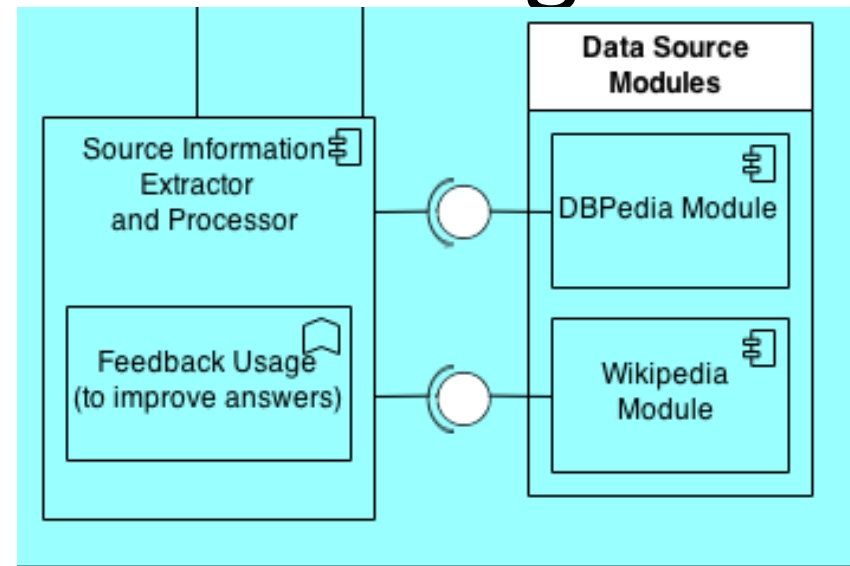 Source Information
Extractor
and Processor
Feedback Usage
(to improve answers)
Data Source
Modules
DBPedia Module
Wikipedia
Module